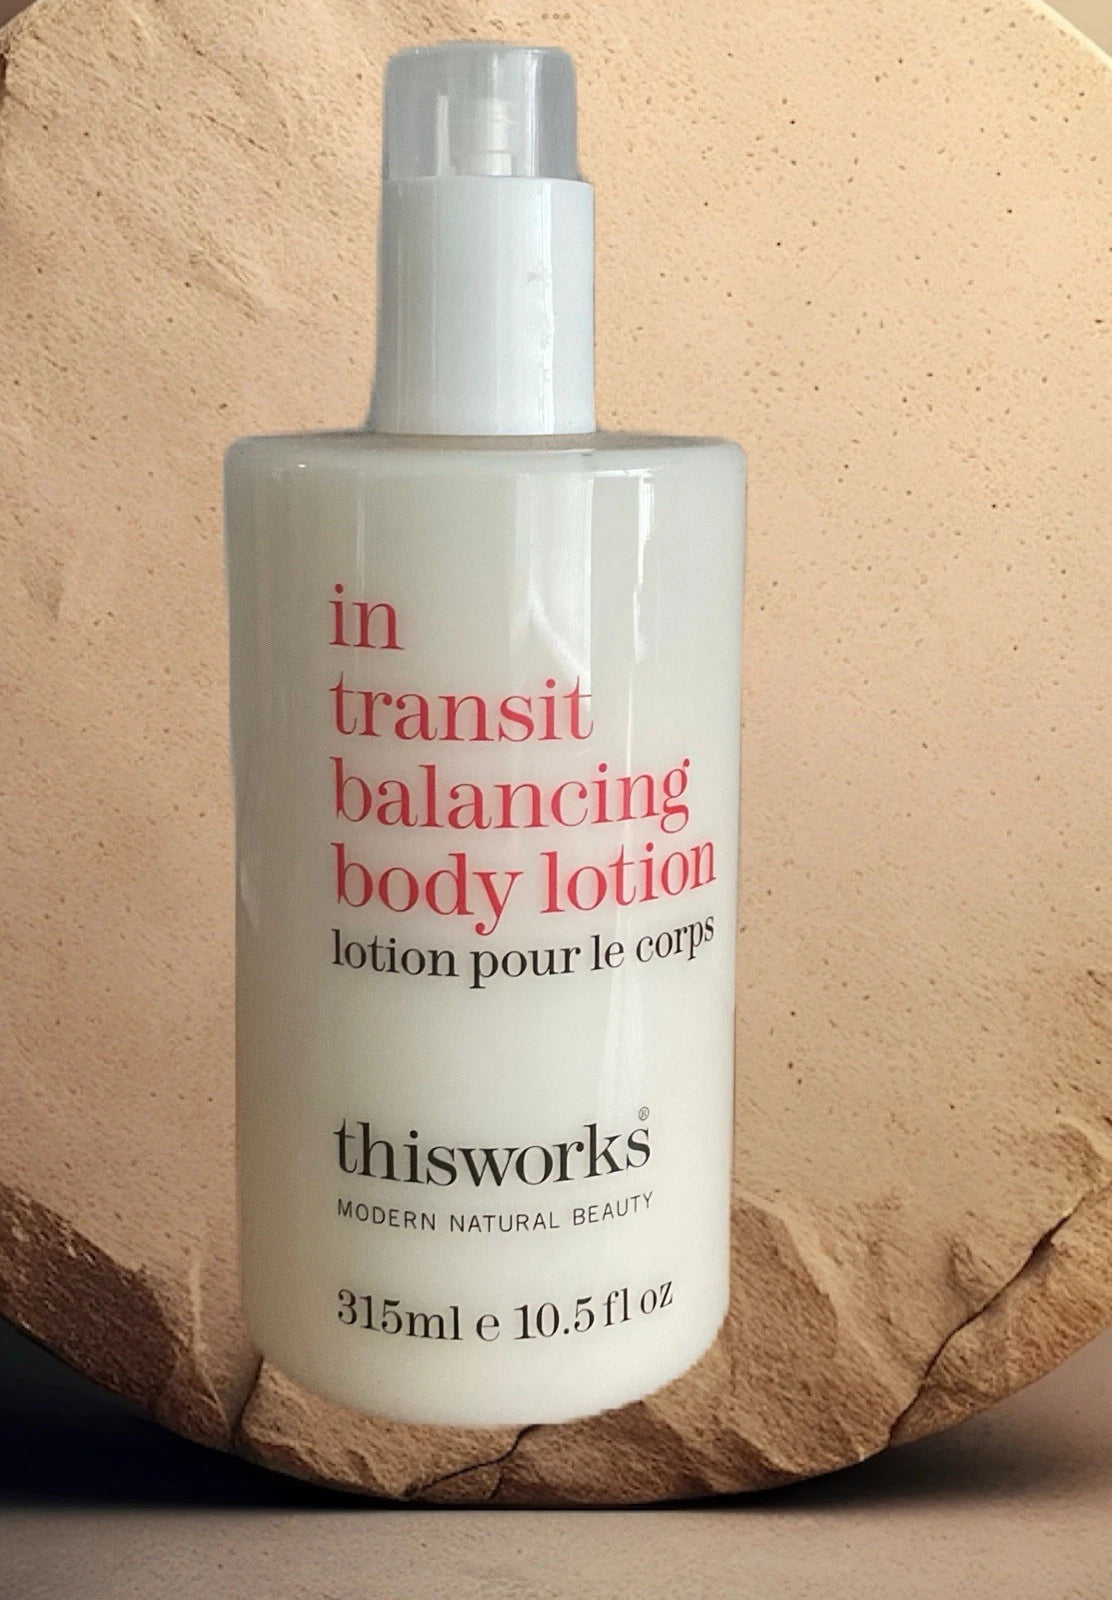 in
transit
balancing
body lotion
lotion pour le corps
thisworks®
MODERN NATURAL BEAUTY
315ml e 10.5 fl oz